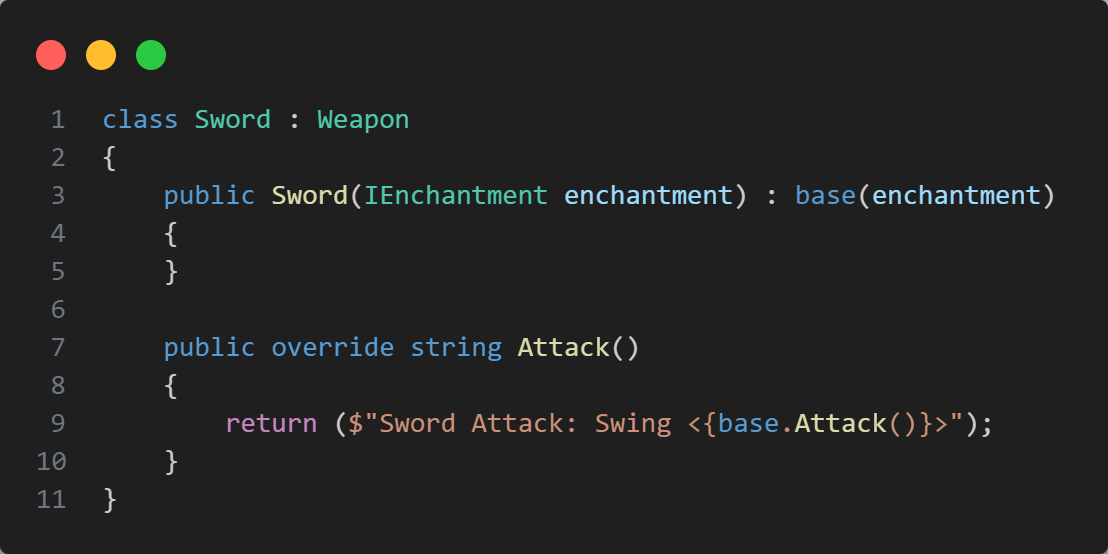 1 class Sword : Weapon
2 {
3     public Sword(IEnchantment enchantment) : base(enchantment)
4     {
5     }
6
7     public override string Attack()
8     {
9         return ($"Sword Attack: Swing <{base.Attack()}>");
10     }
11 }